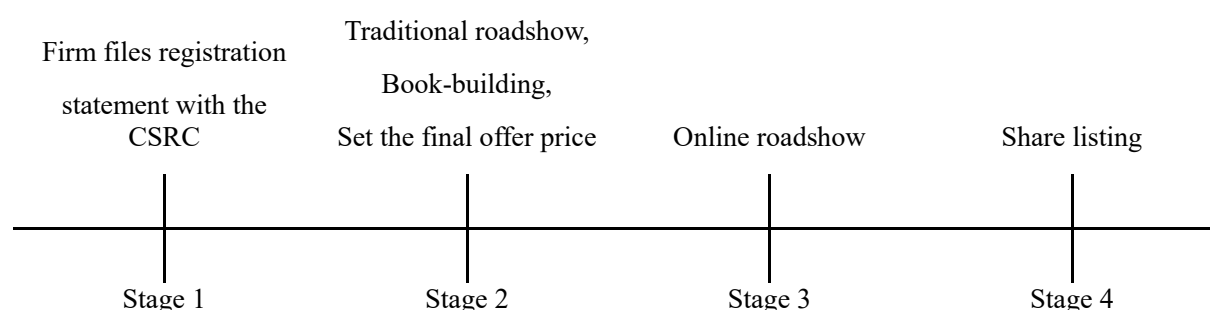 Firm files registration
statement with the
CSRC
Traditional roadshow,
Book-building,
Set the final offer price
Online roadshow
Share listing
Stage 1
Stage 2
Stage 3
Stage 4